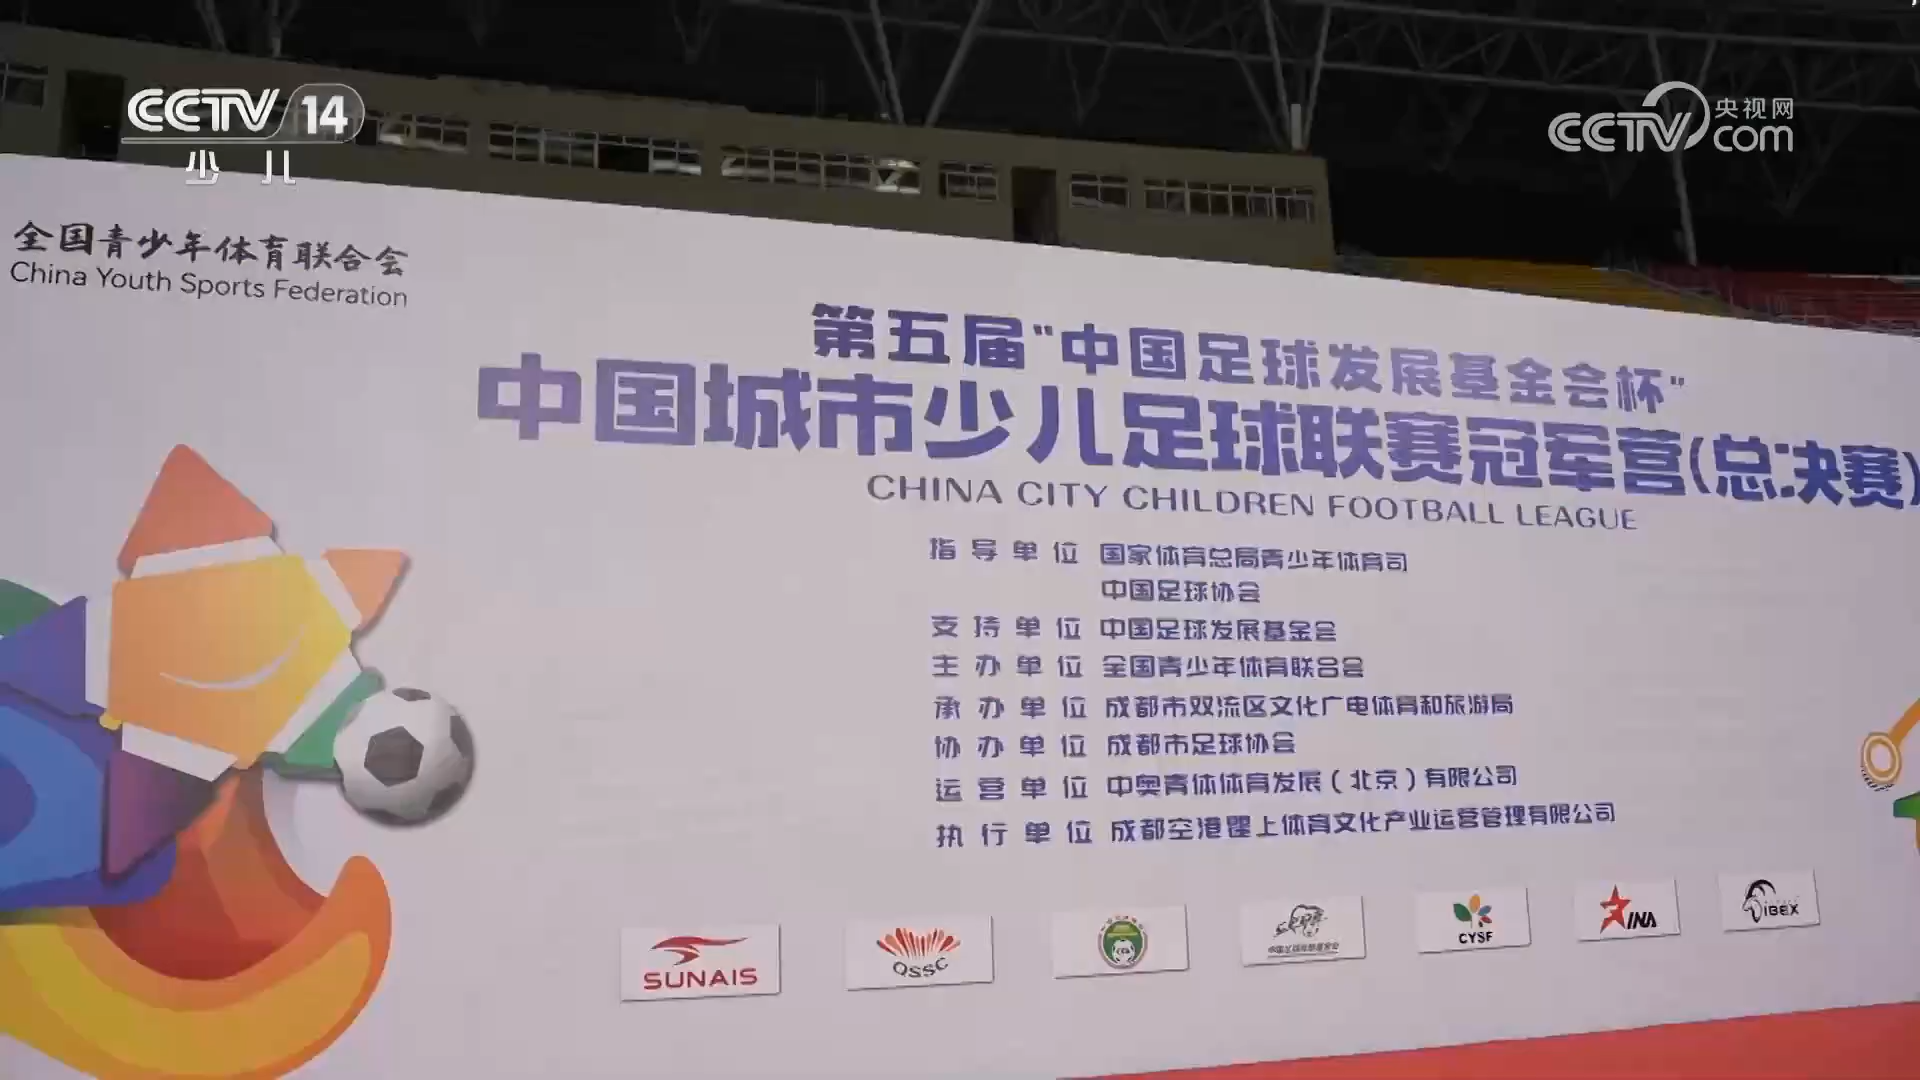 CCTV 14
少儿
央视网
CCTV.com
全国青少年体育联合会
China Youth Sports Federation
第五届"中国足球发展基金会杯"
中国城市少儿足球联赛冠军营(总决赛)
CHINA CITY CHILDREN FOOTBALL LEAGUE
指导单位 国家体育总局青少年体育司
中国足球协会
支持单位 中国足球发展基金会
主办单位 全国青少年体育联合会
承办单位 成都市双流区文化广电体育和旅游局
协办单位 成都市足球协会
运营单位 中奥青体体育发展(北京)有限公司
执行单位 成都空港瞿上体育文化产业运营管理有限公司
SUNAIS
QSSC
CYSF
INA
IBEX